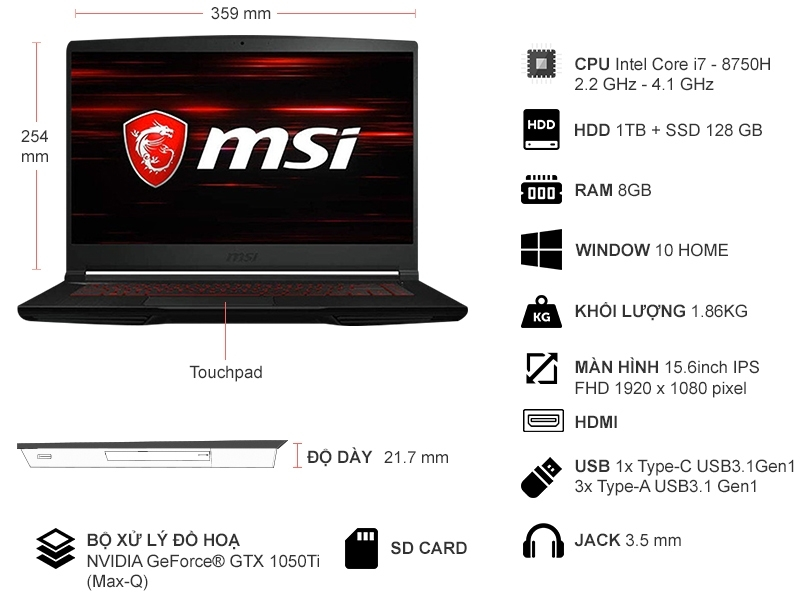 359 mm
254
mm
msi
msi
Touchpad
ĐỘ DÀY 21.7 mm
BỘ XỬ LÝ ĐỒ HOẠ
NVIDIA GeForce® GTX 1050Ti
(Max-Q)
SD CARD
CPU Intel Core i7 - 8750H
2.2 GHz - 4.1 GHz
HDD
HDD 1TB + SSD 128 GB
RAM 8GB
WINDOW 10 HOME
KG
KHỐI LƯỢNG 1.86KG
MÀN HÌNH 15.6inch IPS
FHD 1920 x 1080 pixel
HDMI
USB 1x Type-C USB3.1Gen1
3x Type-A USB3.1 Gen1
JACK 3.5 mm